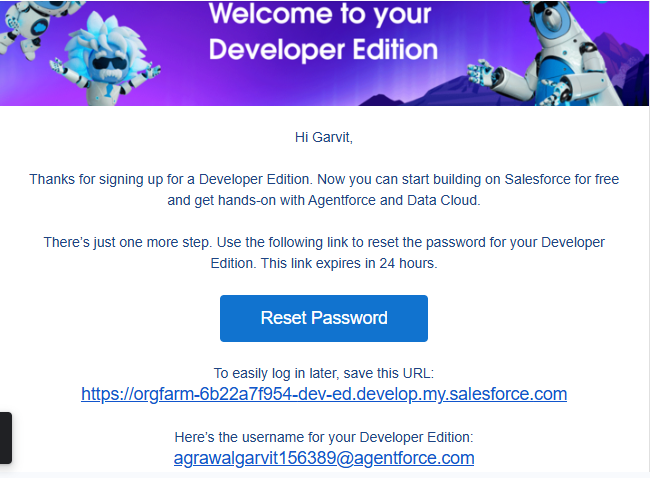 Welcome to your
Developer Edition
Hi Garvit,
Thanks for signing up for a Developer Edition. Now you can start building on Salesforce for free
and get hands-on with Agentforce and Data Cloud.
There’s just one more step. Use the following link to reset the password for your Developer
Edition. This link expires in 24 hours.
Reset Password
To easily log in later, save this URL:
https://orgfarm-6b22a7f954-dev-ed.develop.my.salesforce.com
Here’s the username for your Developer Edition:
agrawalgarvit156389@agentforce.com